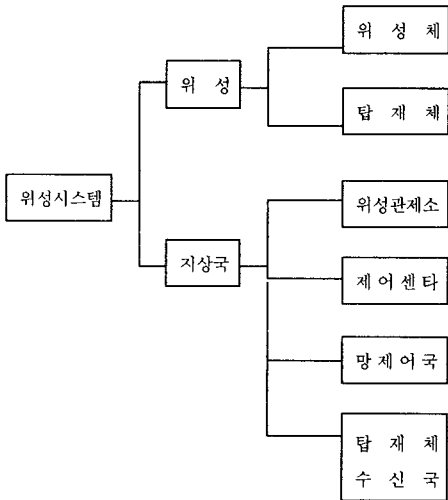 위성시스템
위 성
위 성 체
탑 재 체
지상국
위성관제소
제어센타
망제어국
탑 재 체
수 신 국